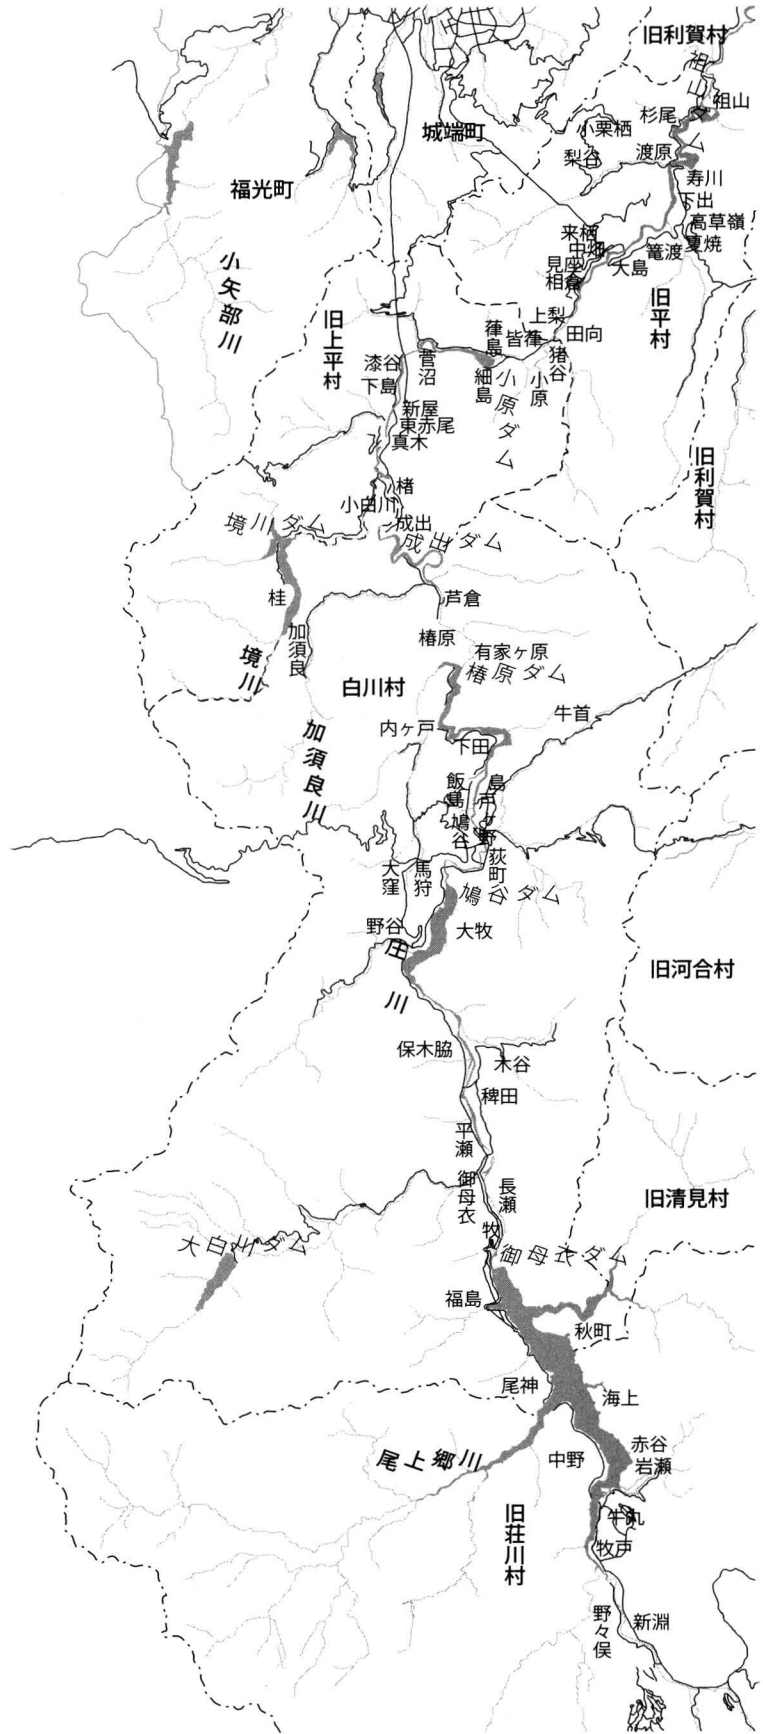 旧利賀村
祖山ダム
祖山
杉尾
小栗栖
城端町
渡原
梨谷
寿川
福光町
下出
高草嶺
夏焼
来栖
中畑
篭渡
見座
大島
相倉
小矢部川
旧平村
旧上平村
上梨
田向
葎島
皆葎
猪谷
漆谷
菅沼
細島
小原
小原ダム
下島
新屋
東赤尾
真木
旧利賀村
楮
小白川
成出
境川ダム
成出ダム
桂
芦倉
加須良
椿原
有家ヶ原
椿原ダム
境川
白川村
牛首
内ヶ戸
加須良川
下田
飯島
島
戸ヶ野
鳩谷
荻町
大窪
馬狩
鳩谷ダム
野谷
大牧
庄川
旧河合村
保木脇
木谷
稗田
平瀬
御母衣
長瀬
旧清見村
牧
大白川ダム
御母衣ダム
福島
秋町
尾神
海上
赤谷
尾上郷川
中野
岩瀬
旧荘川村
牛丸
牧戸
野々俣
新淵